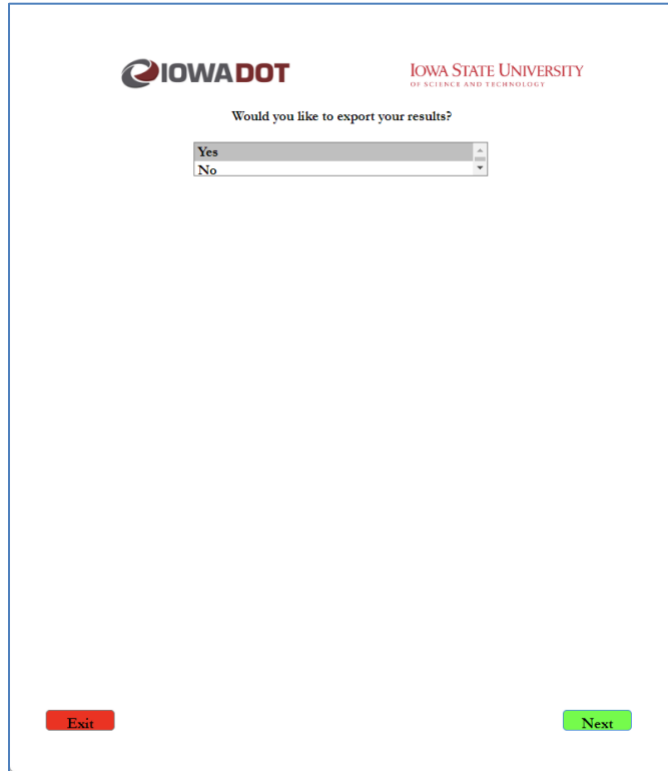 IOWADOT
IOWA STATE UNIVERSITY
OF SCIENCE AND TECHNOLOGY
Would you like to export your results?
Yes
No
Exit
Next